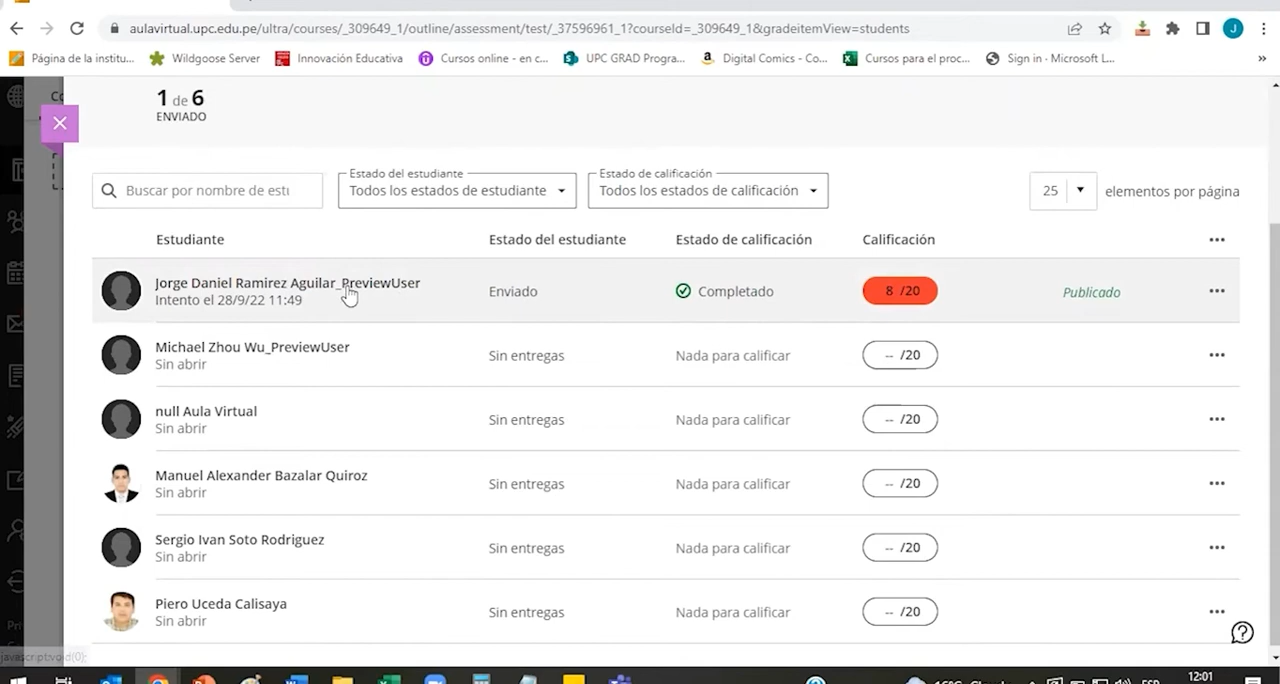 aulavirtual.upc.edu.pe/ultra/courses/_309649_1/outline/assessment/test/_37596961_1?courseId=_309649_1&gradeitemView=students
J
Página de la institu...
Wildgoose Server
Innovación Educativa
Cursos online - en c...
UPC GRAD Progra...
Digital Comics - Co...
Cursos para el proc...
Sign in · Microsoft L...
»
1 de 6
ENVIADO
Buscar por nombre de estu
Estado del estudiante
Todos los estados de estudiante
Estado de calificación
Todos los estados de calificación
25
elementos por página
Estudiante
Estado del estudiante
Estado de calificación
Calificación
Jorge Daniel Ramirez Aguilar_PreviewUser
Intento el 28/9/22 11:49
Enviado
Completado
8 /20
Publicado
Michael Zhou Wu_PreviewUser
Sin abrir
Sin entregas
Nada para calificar
-- /20
null Aula Virtual
Sin abrir
Sin entregas
Nada para calificar
-- /20
Manuel Alexander Bazalar Quiroz
Sin abrir
Sin entregas
Nada para calificar
-- /20
Sergio Ivan Soto Rodriguez
Sin abrir
Sin entregas
Nada para calificar
-- /20
Piero Uceda Calisaya
Sin abrir
Sin entregas
Nada para calificar
-- /20
javascript:void(0);
12:01